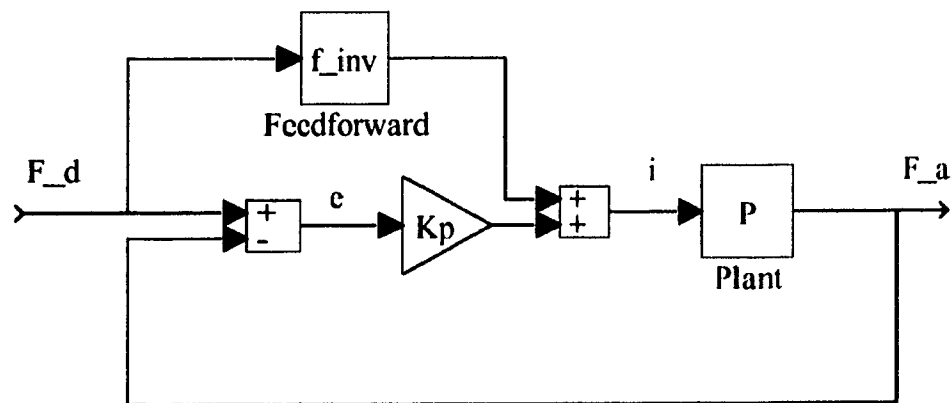 f_inv
Feedforward
F_d
e
i
F_a
+
-
Kp
+
+
P
Plant